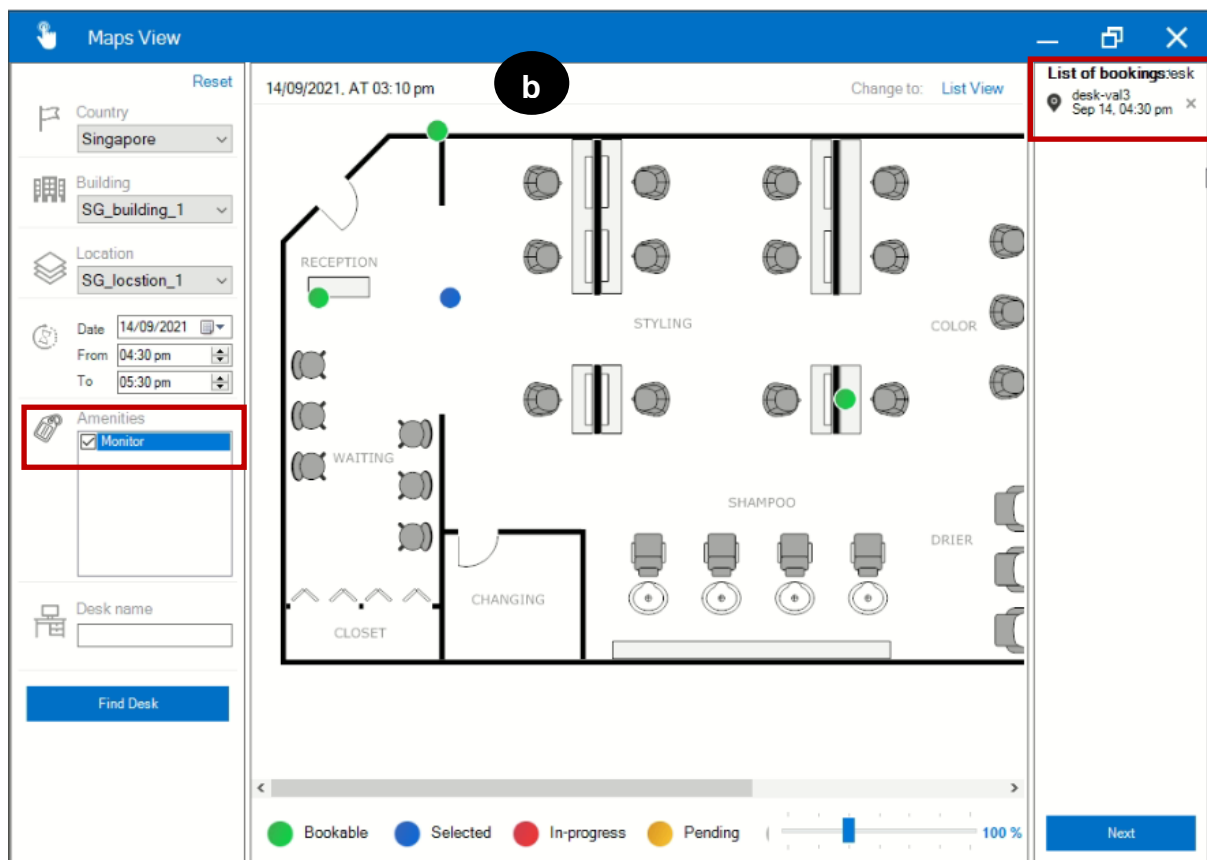 Maps View
Reset
Country
Singapore
Building
SG_building_1
Location
SG_locstion_1
Date 14/09/2021
From 04:30 pm
To 05:30 pm
Amenities
Monitor
Desk name
Find Desk
14/09/2021, AT 03:10 pm
b
Change to: List View
RECEPTION
STYLING
COLOR
WAITING
SHAMPOO
DRIER
CHANGING
CLOSET
Bookable Selected In-progress Pending 100 %
List of bookings:
desk-val3
Sep 14, 04:30 pm
Next